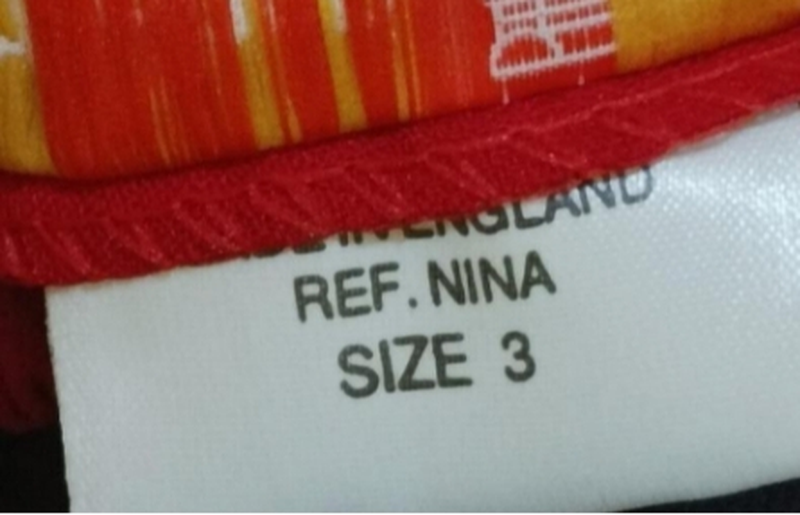 ENGLAND
REF. NINA
SIZE 3